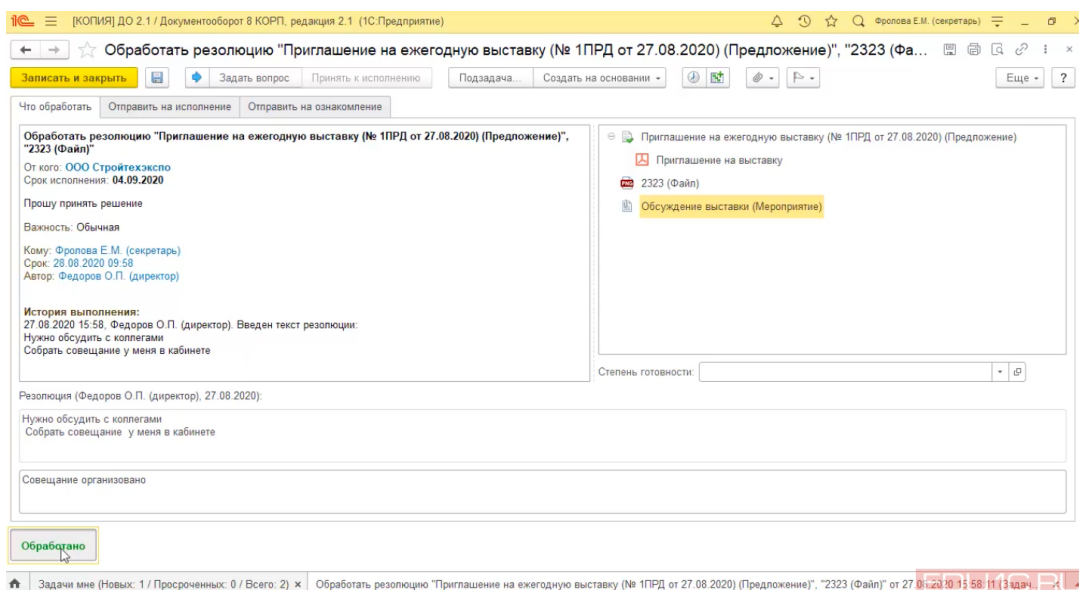 [КОПИЯ] ДО 2.1 / Документооборот 8 КОРП, редакция 2.1 (1С:Предприятие)
Фролова Е.М. (секретарь)
Обработать резолюцию "Приглашение на ежегодную выставку (№ 1ПРД от 27.08.2020) (Предложение)", "2323 (Фа...
Записать и закрыть
Задать вопрос
Принять к исполнению
Подзадача...
Создать на основании
Еще
?
Что обработать
Отправить на исполнение
Отправить на ознакомление
Обработать резолюцию "Приглашение на ежегодную выставку (№ 1ПРД от 27.08.2020) (Предложение)",
"2323 (Файл)"
От кого: ООО Стройтехэкспо
Срок исполнения: 04.09.2020
Прошу принять решение
Важность: Обычная
Кому: Фролова Е.М. (секретарь)
Срок: 28.08.2020 09:58
Автор: Федоров О.П. (директор)
История выполнения:
27.08.2020 15:58, Федоров О.П. (директор). Введен текст резолюции:
Нужно обсудить с коллегами
Собрать совещание у меня в кабинете
Приглашение на ежегодную выставку (№ 1ПРД от 27.08.2020) (Предложение)
Приглашение на выставку
PNG 2323 (Файл)
Обсуждение выставки (Мероприятие)
Степень готовности:
Резолюция (Федоров О.П. (директор), 27.08.2020):
Нужно обсудить с коллегами
Собрать совещание у меня в кабинете
Совещание организовано
Обработано
Задачи мне (Новых: 1 / Просроченных: 0 / Всего: 2) ×
Обработать резолюцию "Приглашение на ежегодную выставку (№ 1ПРД от 27.08.2020) (Предложение)", "2323 (Файл)" от 27.08.2020 15:58:11 (Задач...